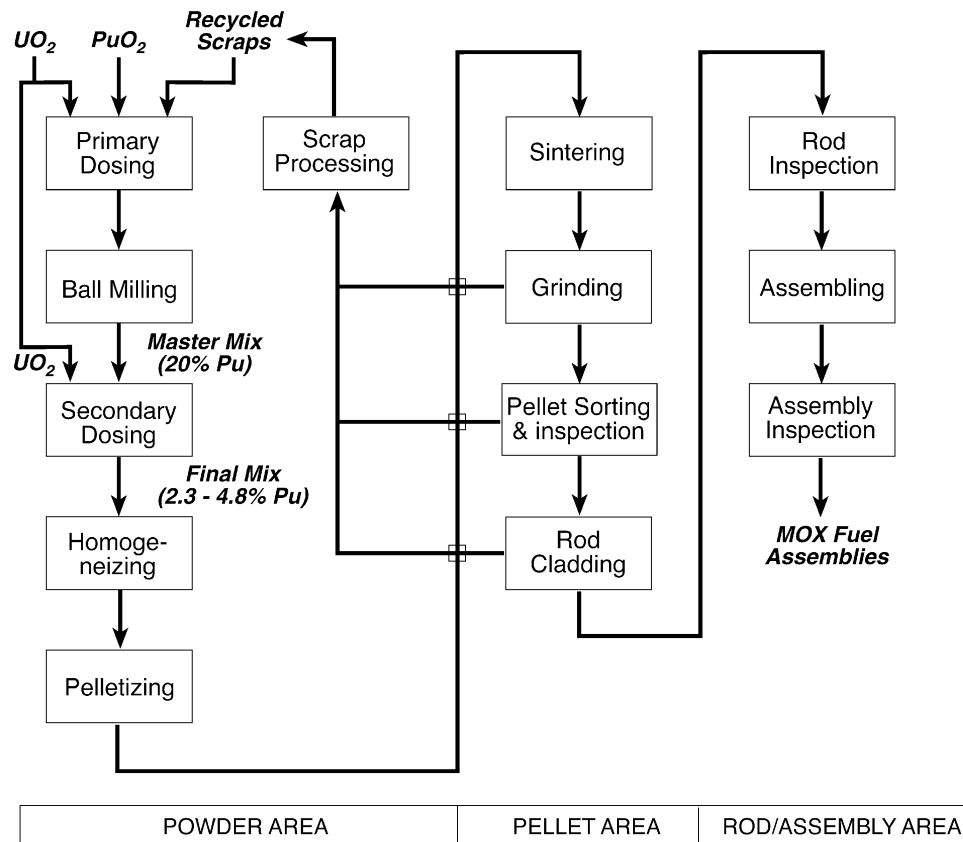 UO₂
PuO₂
Recycled
Scraps
Primary
Dosing
Scrap
Processing
Sintering
Rod
Inspection
Ball Milling
Grinding
Assembling
Master Mix
(20% Pu)
UO₂
Secondary
Dosing
Pellet Sorting
& inspection
Assembly
Inspection
Final Mix
(2.3 - 4.8% Pu)
Homoge-
neizing
Rod
Cladding
MOX Fuel
Assemblies
Pelletizing
POWDER AREA
PELLET AREA
ROD/ASSEMBLY AREA